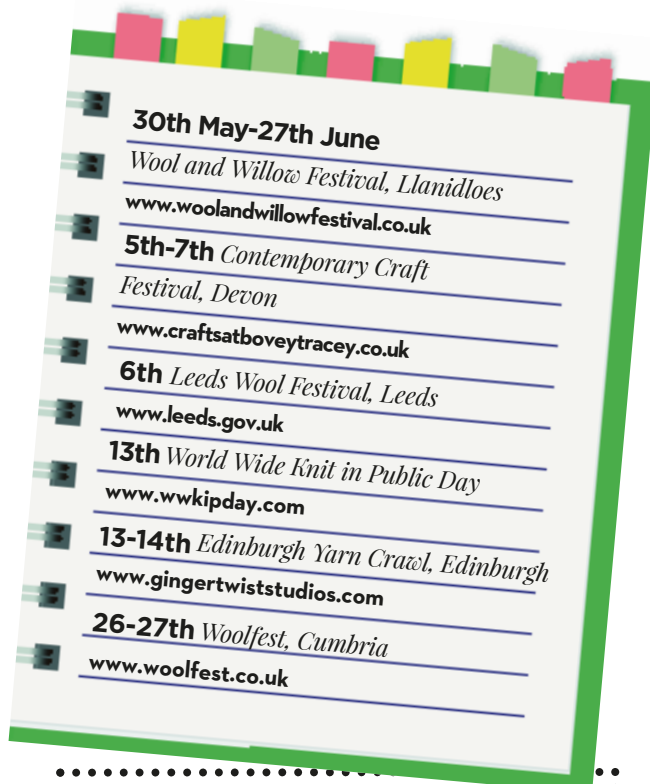 30th May-27th June
Wool and Willow Festival, Llanidloes
www.woolandwillowfestival.co.uk
5th-7th Contemporary Craft
Festival, Devon
www.craftsatboveytracey.co.uk
6th Leeds Wool Festival, Leeds
www.leeds.gov.uk
13th World Wide Knit in Public Day
www.wwkipday.com
13-14th Edinburgh Yarn Crawl, Edinburgh
www.gingertwiststudios.com
26-27th Woolfest, Cumbria
www.woolfest.co.uk